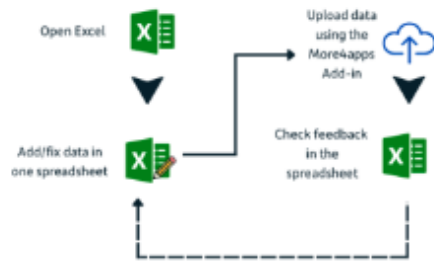 Open Excel
Add/fix data in
one spreadsheet
Upload data
using the
More4apps
Add-in
Check feedback
in the
spreadsheet